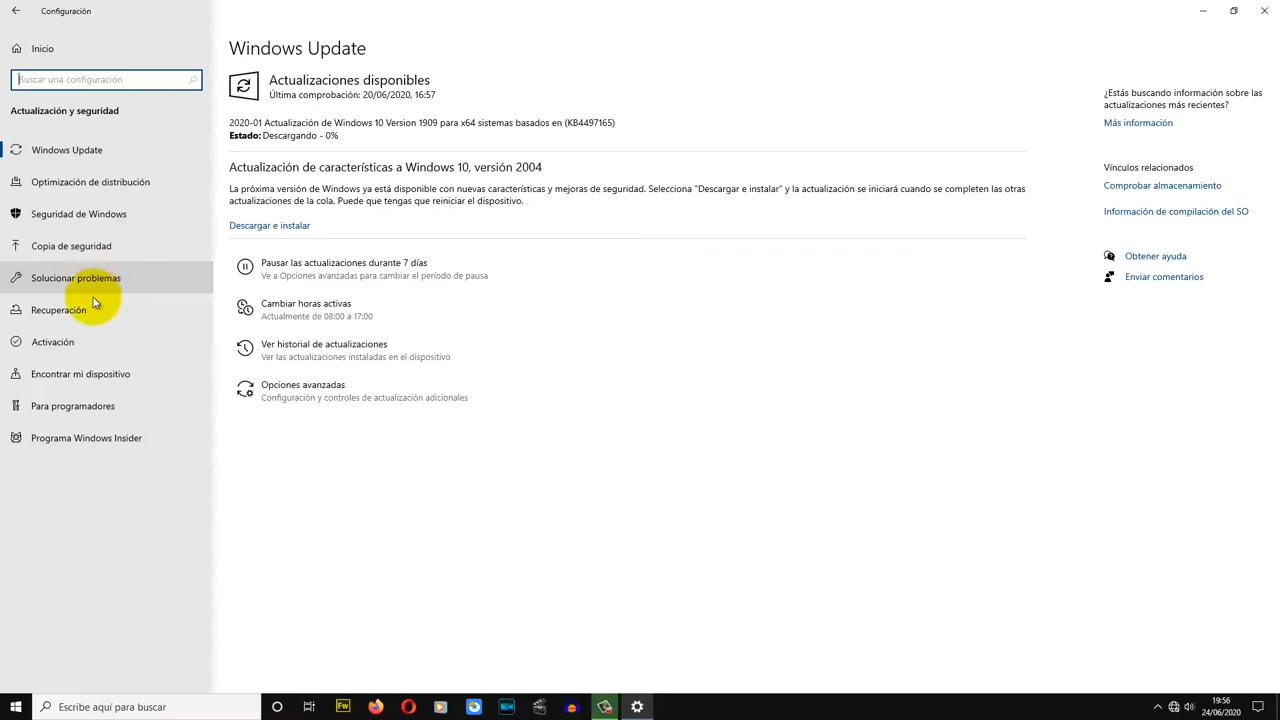 Configuración
Inicio
Buscar una configuración
Actualización y seguridad
Windows Update
Optimización de distribución
Seguridad de Windows
Copia de seguridad
Solucionar problemas
Recuperación
Activación
Encontrar mi dispositivo
Para programadores
Programa Windows Insider
Windows Update
Actualizaciones disponibles
Última comprobación: 20/06/2020, 16:57
2020-01 Actualización de Windows 10 Version 1909 para x64 sistemas basados en (KB4497165)
Estado: Descargando - 0%
Actualización de características a Windows 10, versión 2004
La próxima versión de Windows ya está disponible con nuevas características y mejoras de seguridad. Selecciona "Descargar e instalar" y la actualización se iniciará cuando se completen las otras
actualizaciones de la cola. Puede que tengas que reiniciar el dispositivo.
Descargar e instalar
Pausar las actualizaciones durante 7 días
Ve a Opciones avanzadas para cambiar el período de pausa
Cambiar horas activas
Actualmente de 08:00 a 17:00
Ver historial de actualizaciones
Ver las actualizaciones instaladas en el dispositivo
Opciones avanzadas
Configuración y controles de actualización adicionales
¿Estás buscando información sobre las
actualizaciones más recientes?
Más información
Vínculos relacionados
Comprobar almacenamiento
Información de compilación del SO
Obtener ayuda
Enviar comentarios
Escribe aquí para buscar
Fw
19:56
24/06/2020